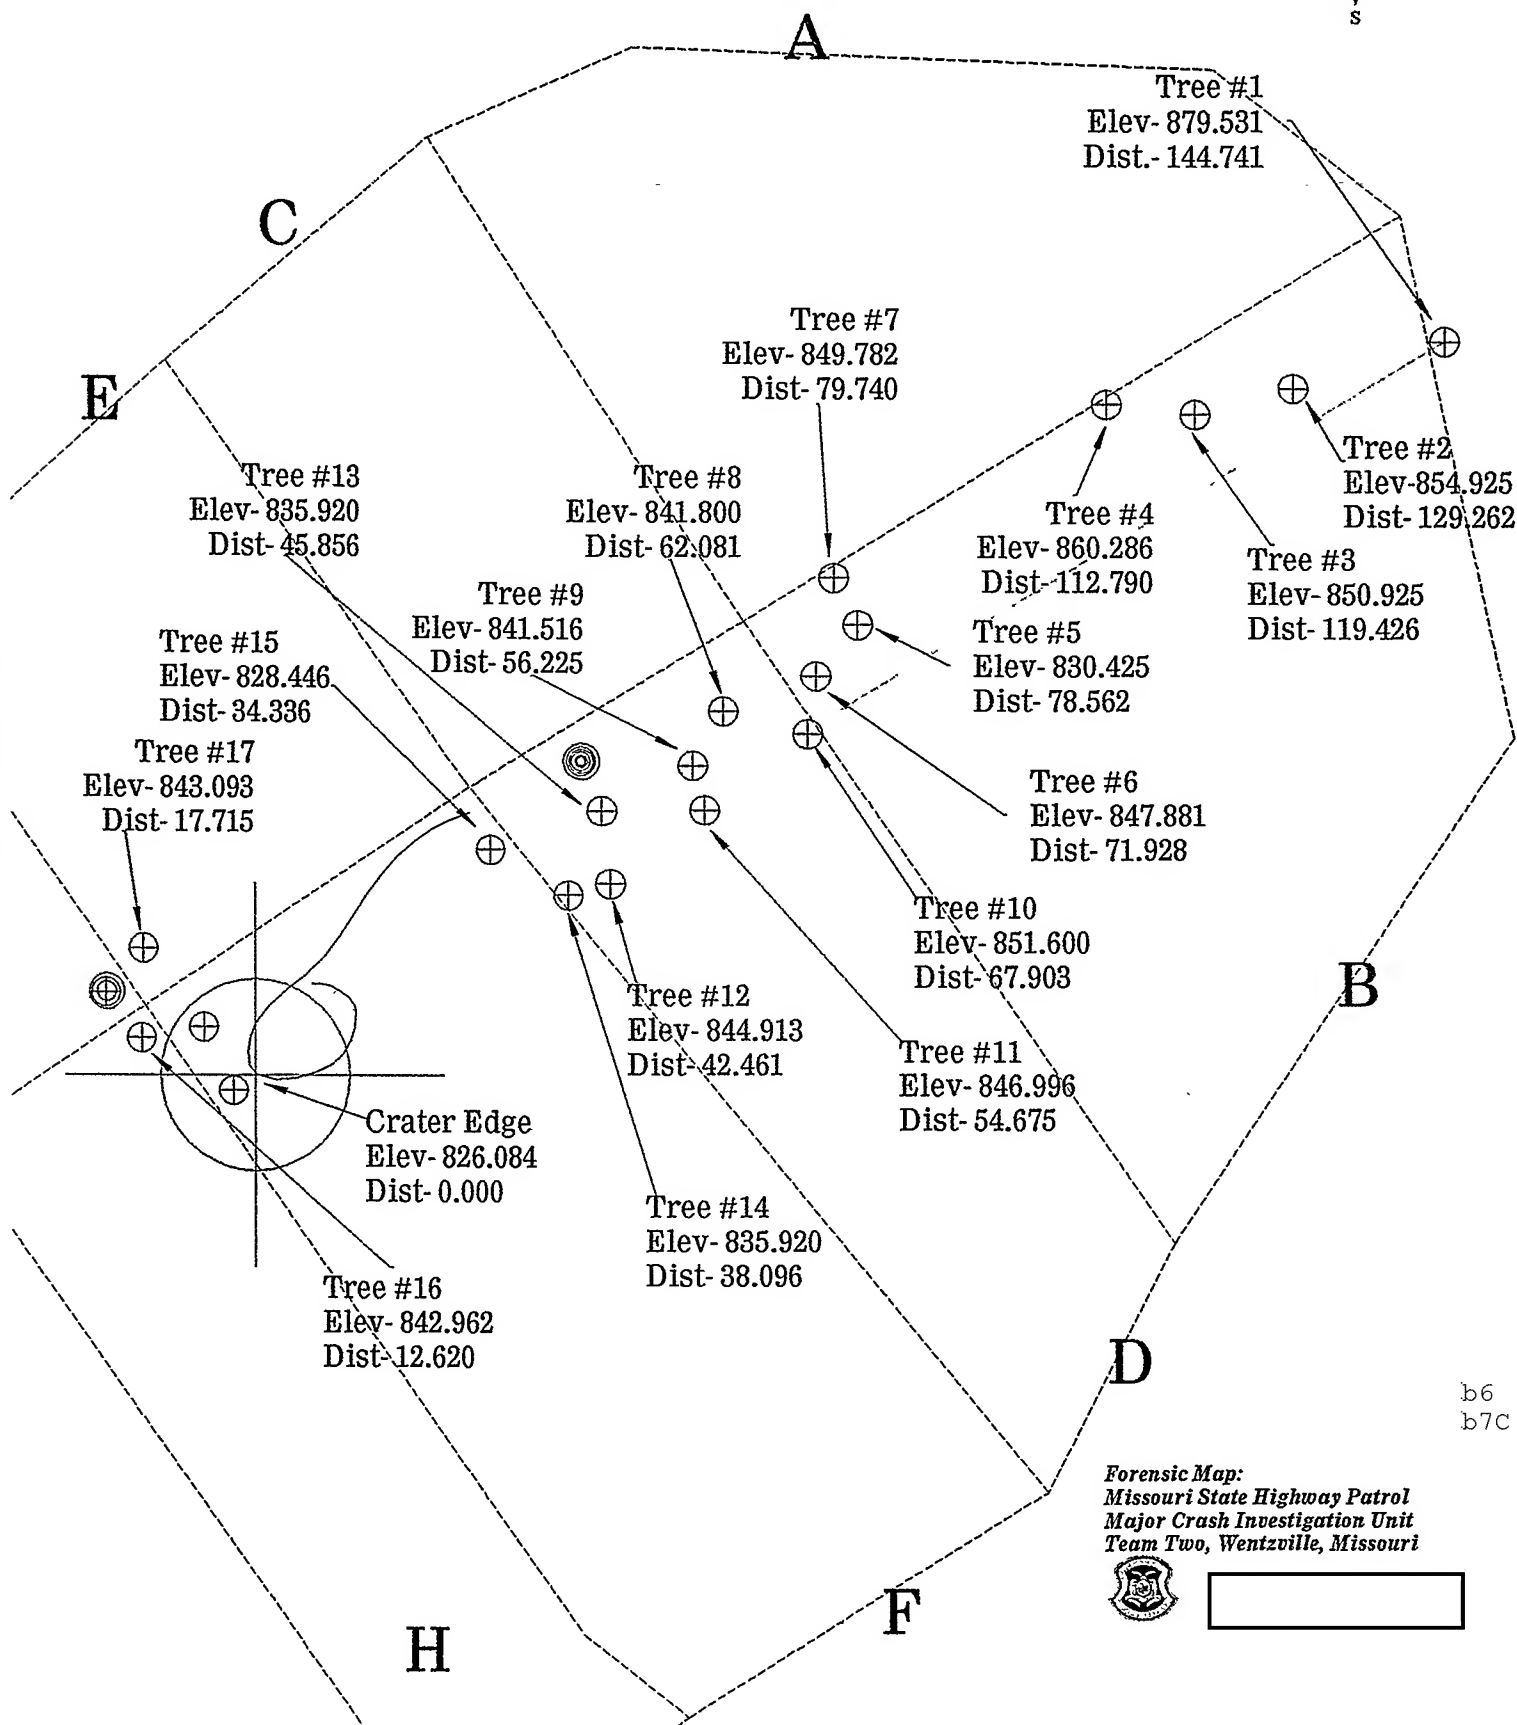 s
A
Tree #1
Elev- 879.531
Dist.- 144.741
C
Tree #7
Elev- 849.782
Dist- 79.740
E
Tree #2
Elev-854.925
Dist- 129.262
Tree #13
Elev- 835.920
Dist- 45.856
Tree #8
Elev- 841.800
Dist- 62.081
Tree #4
Elev- 860.286
Dist-112.790
Tree #3
Elev- 850.925
Dist- 119.426
Tree #9
Elev- 841.516
Dist- 56.225
Tree #5
Elev- 830.425
Dist- 78.562
Tree #15
Elev- 828.446
Dist- 34.336
Tree #17
Elev- 843.093
Dist- 17.715
Tree #6
Elev- 847.881
Dist- 71.928
Tree #10
Elev- 851.600
Dist- 67.903
B
Tree #12
Elev- 844.913
Dist- 42.461
Tree #11
Elev- 846.996
Dist- 54.675
Crater Edge
Elev- 826.084
Dist- 0.000
Tree #14
Elev- 835.920
Dist- 38.096
Tree #16
Elev- 842.962
Dist- 12.620
D
b6
b7C
Forensic Map:
Missouri State Highway Patrol
Major Crash Investigation Unit
Team Two, Wentzville, Missouri
F
H